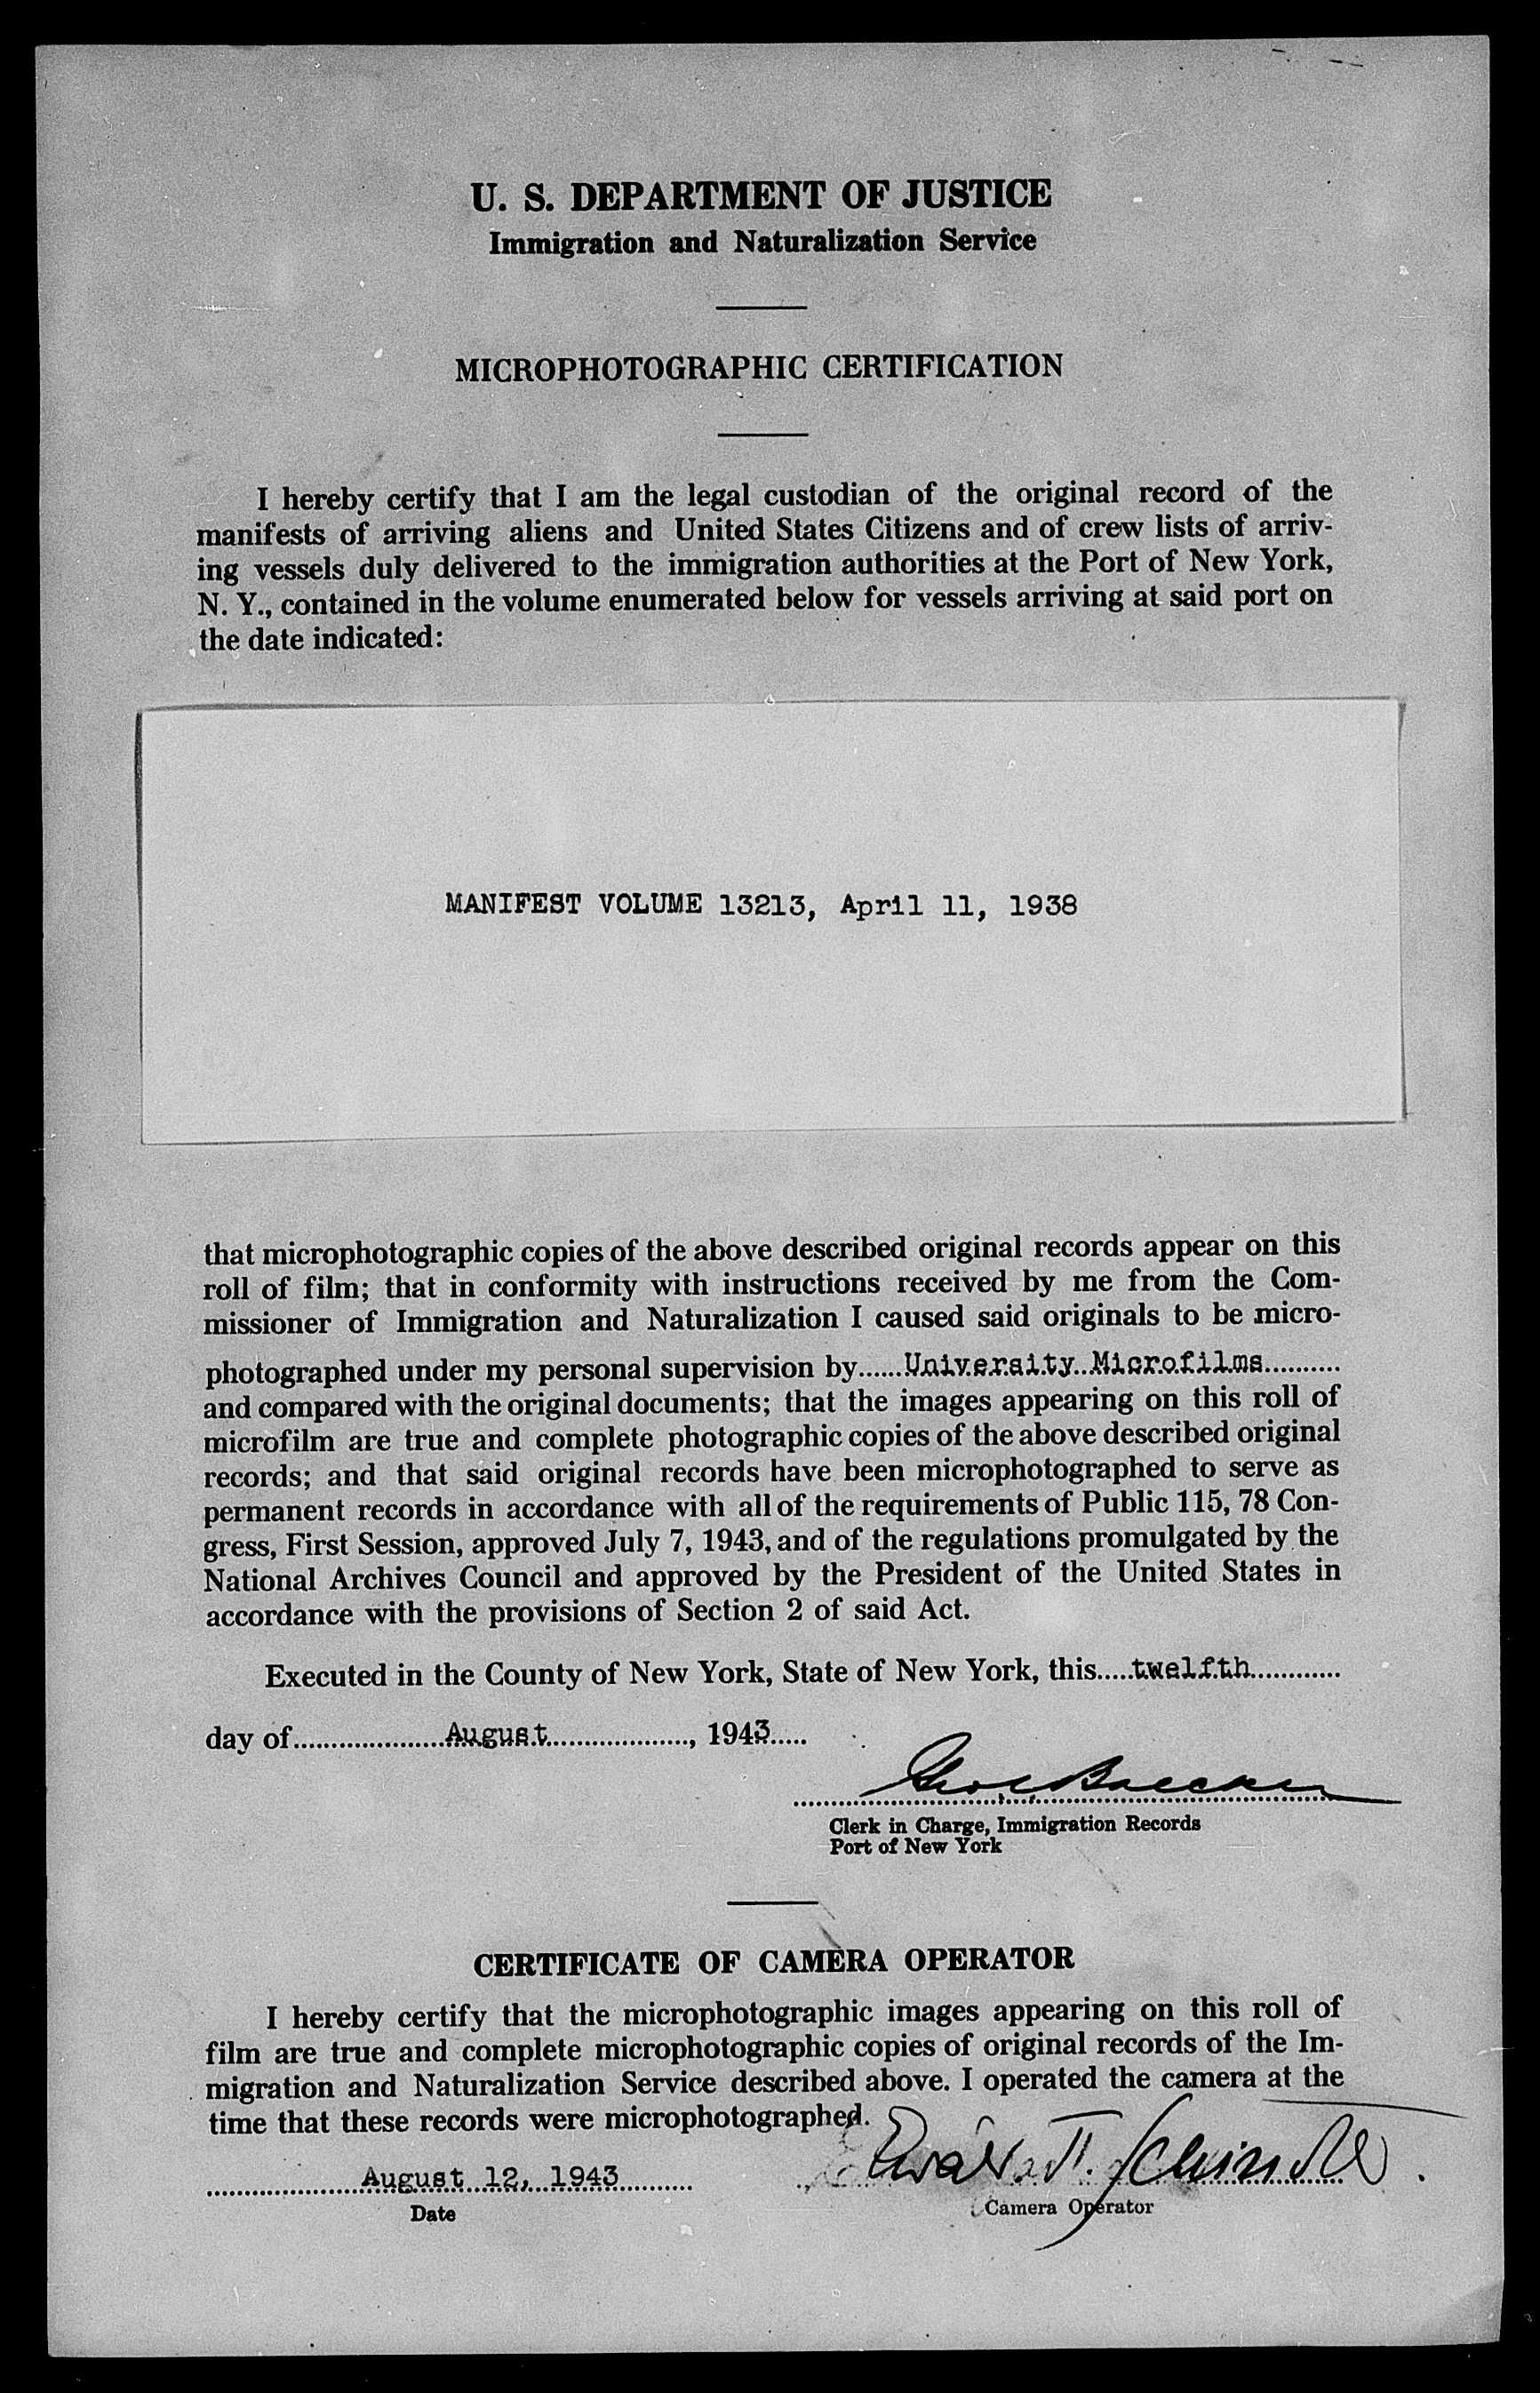 U. S. DEPARTMENT OF JUSTICE
Immigration and Naturalization Service
MICROPHOTOGRAPHIC CERTIFICATION
I hereby certify that I am the legal custodian of the original record of the
manifests of arriving aliens and United States Citizens and of crew lists of arriv-
ing vessels duly delivered to the immigration authorities at the Port of New York,
N. Y., contained in the volume enumerated below for vessels arriving at said port on
the date indicated:
MANIFEST VOLUME 13213, April 11, 1938
that microphotographic copies of the above described original records appear on this
roll of film; that in conformity with instructions received by me from the Com-
missioner of Immigration and Naturalization I caused said originals to be micro-
photographed under my personal supervision by......University Microfilms..........
and compared with the original documents; that the images appearing on this roll of
microfilm are true and complete photographic copies of the above described original
records; and that said original records have been microphotographed to serve as
permanent records in accordance with all of the requirements of Public 115, 78 Con-
gress, First Session, approved July 7, 1943, and of the regulations promulgated by the
National Archives Council and approved by the President of the United States in
accordance with the provisions of Section 2 of said Act.
Executed in the County of New York, State of New York, this.....twelfth............
day of....................August..................., 1943.....
Clerk in Charge, Immigration Records
Port of New York
CERTIFICATE OF CAMERA OPERATOR
I hereby certify that the microphotographic images appearing on this roll of
film are true and complete microphotographic copies of original records of the Im-
migration and Naturalization Service described above. I operated the camera at the
time that these records were microphotographed.
August 12, 1943
Date
Camera Operator